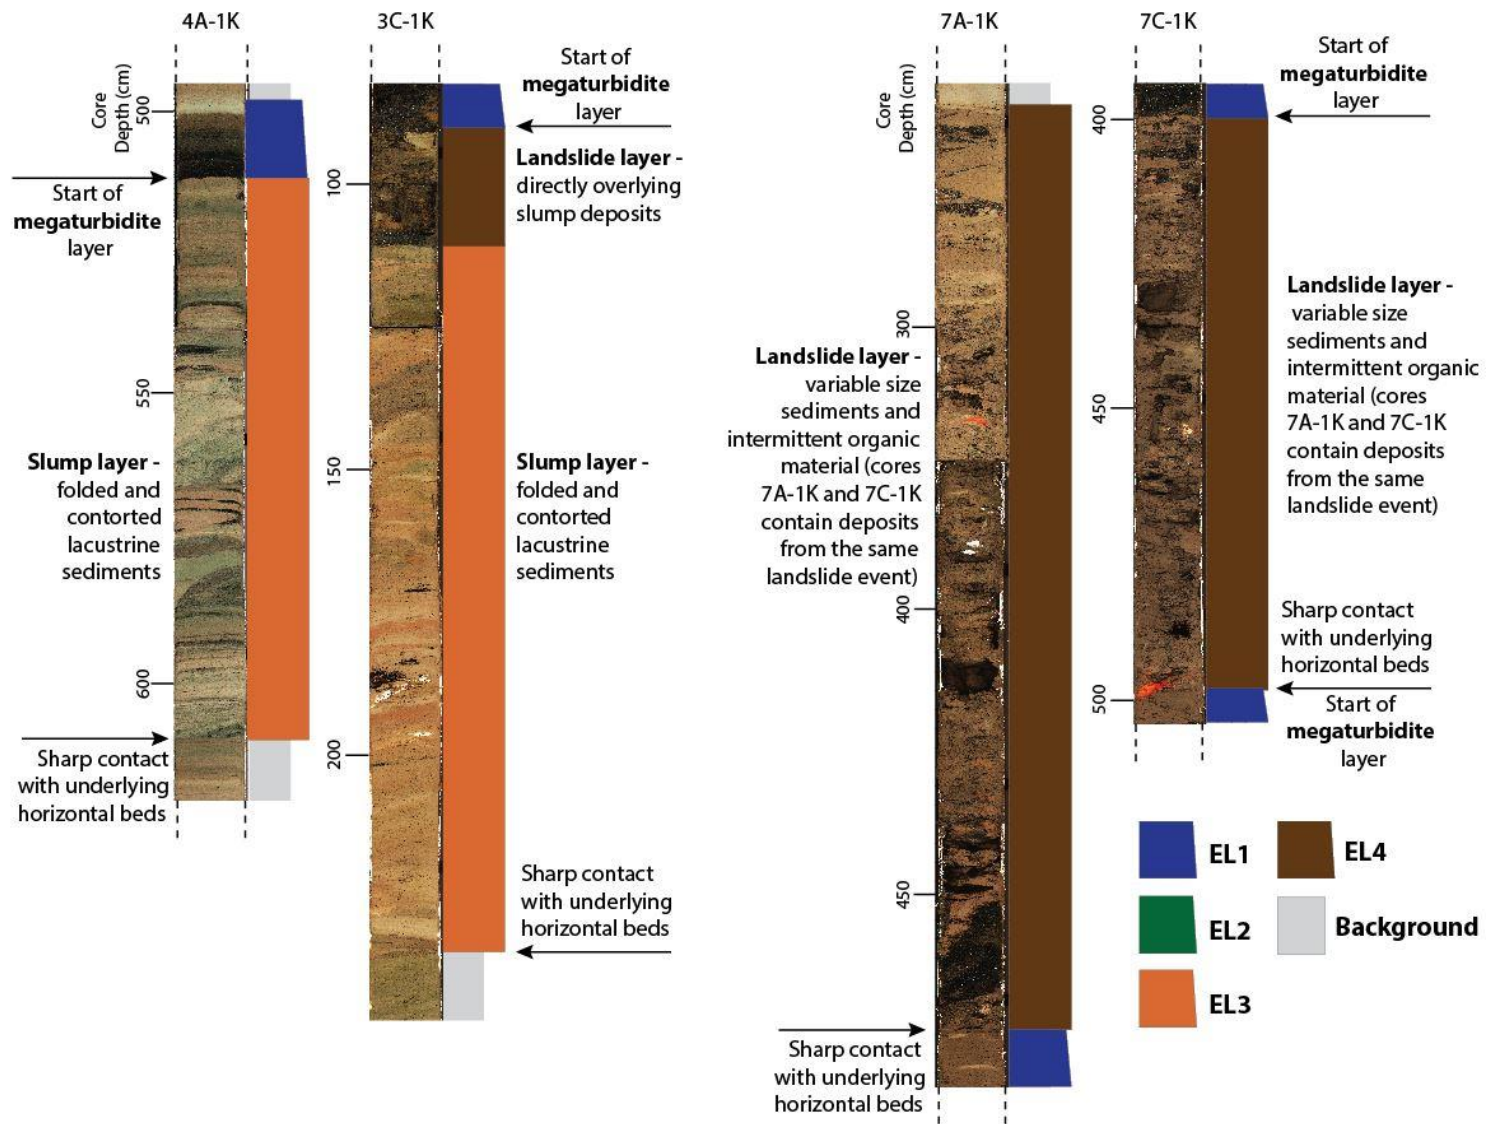 4A-1K
3C-1K
7A-1K
7C-1K
Core
Depth (cm)
500
550
600
Start of
megaturbidite
layer
Slump layer -
folded and
contorted
lacustrine
sediments
Sharp contact
with underlying
horizontal beds
100
150
200
Start of
megaturbidite
layer
Landslide layer -
directly overlying
slump deposits
Slump layer -
folded and
contorted
lacustrine
sediments
Sharp contact
with underlying
horizontal beds
Core
Depth (cm)
300
400
450
Landslide layer -
variable size
sediments and
intermittent organic
material (cores
7A-1K and 7C-1K
contain deposits
from the same
landslide event)
Sharp contact
with underlying
horizontal beds
400
450
500
Start of
megaturbidite
layer
Landslide layer -
variable size
sediments and
intermittent organic
material (cores
7A-1K and 7C-1K
contain deposits
from the same
landslide event)
Sharp contact
with underlying
horizontal beds
Start of
megaturbidite
layer
EL1
EL4
EL2
Background
EL3